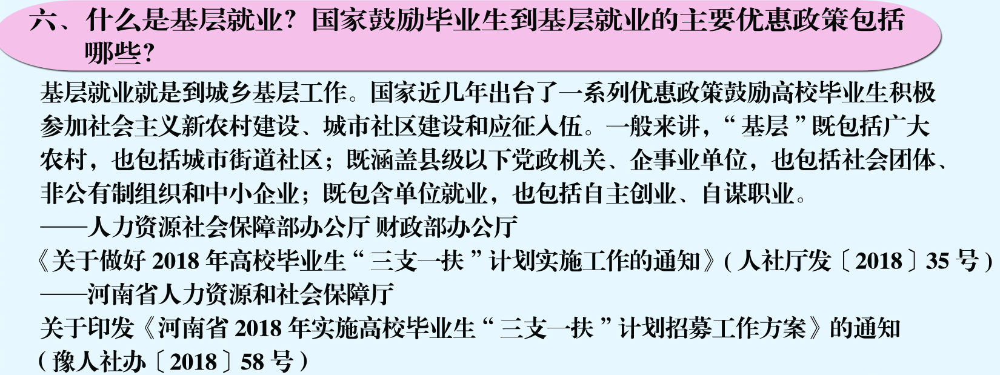 六、什么是基层就业？国家鼓励毕业生到基层就业的主要优惠政策包括
哪些？
基层就业就是到城乡基层工作。国家近几年出台了一系列优惠政策鼓励高校毕业生积极
参加社会主义新农村建设、城市社区建设和应征入伍。一般来讲，“基层”既包括广大
农村，也包括城市街道社区；既涵盖县级以下党政机关、企事业单位，也包括社会团体、
非公有制组织和中小企业；既包含单位就业，也包括自主创业、自谋职业。
——人力资源社会保障部办公厅 财政部办公厅
《关于做好2018年高校毕业生“三支一扶”计划实施工作的通知》(人社厅发〔2018〕35号)
——河南省人力资源和社会保障厅
关于印发《河南省2018年实施高校毕业生“三支一扶”计划招募工作方案》的通知
(豫人社办〔2018〕58号)